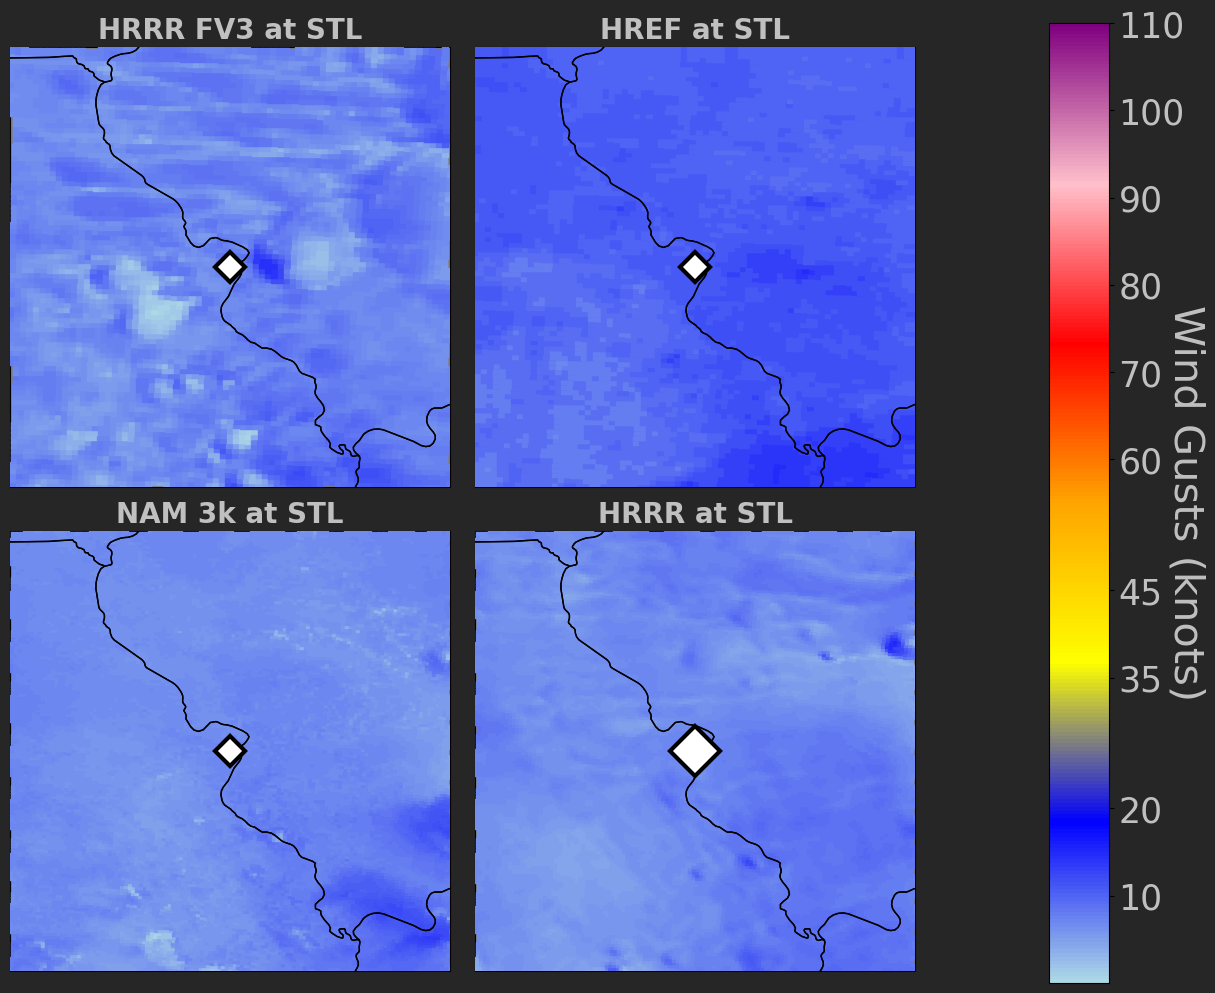 HRRR FV3 at STL
HREF at STL
NAM 3k at STL
HRRR at STL
110
100
90
80
70
60
45
35
20
10
Wind Gusts (knots)